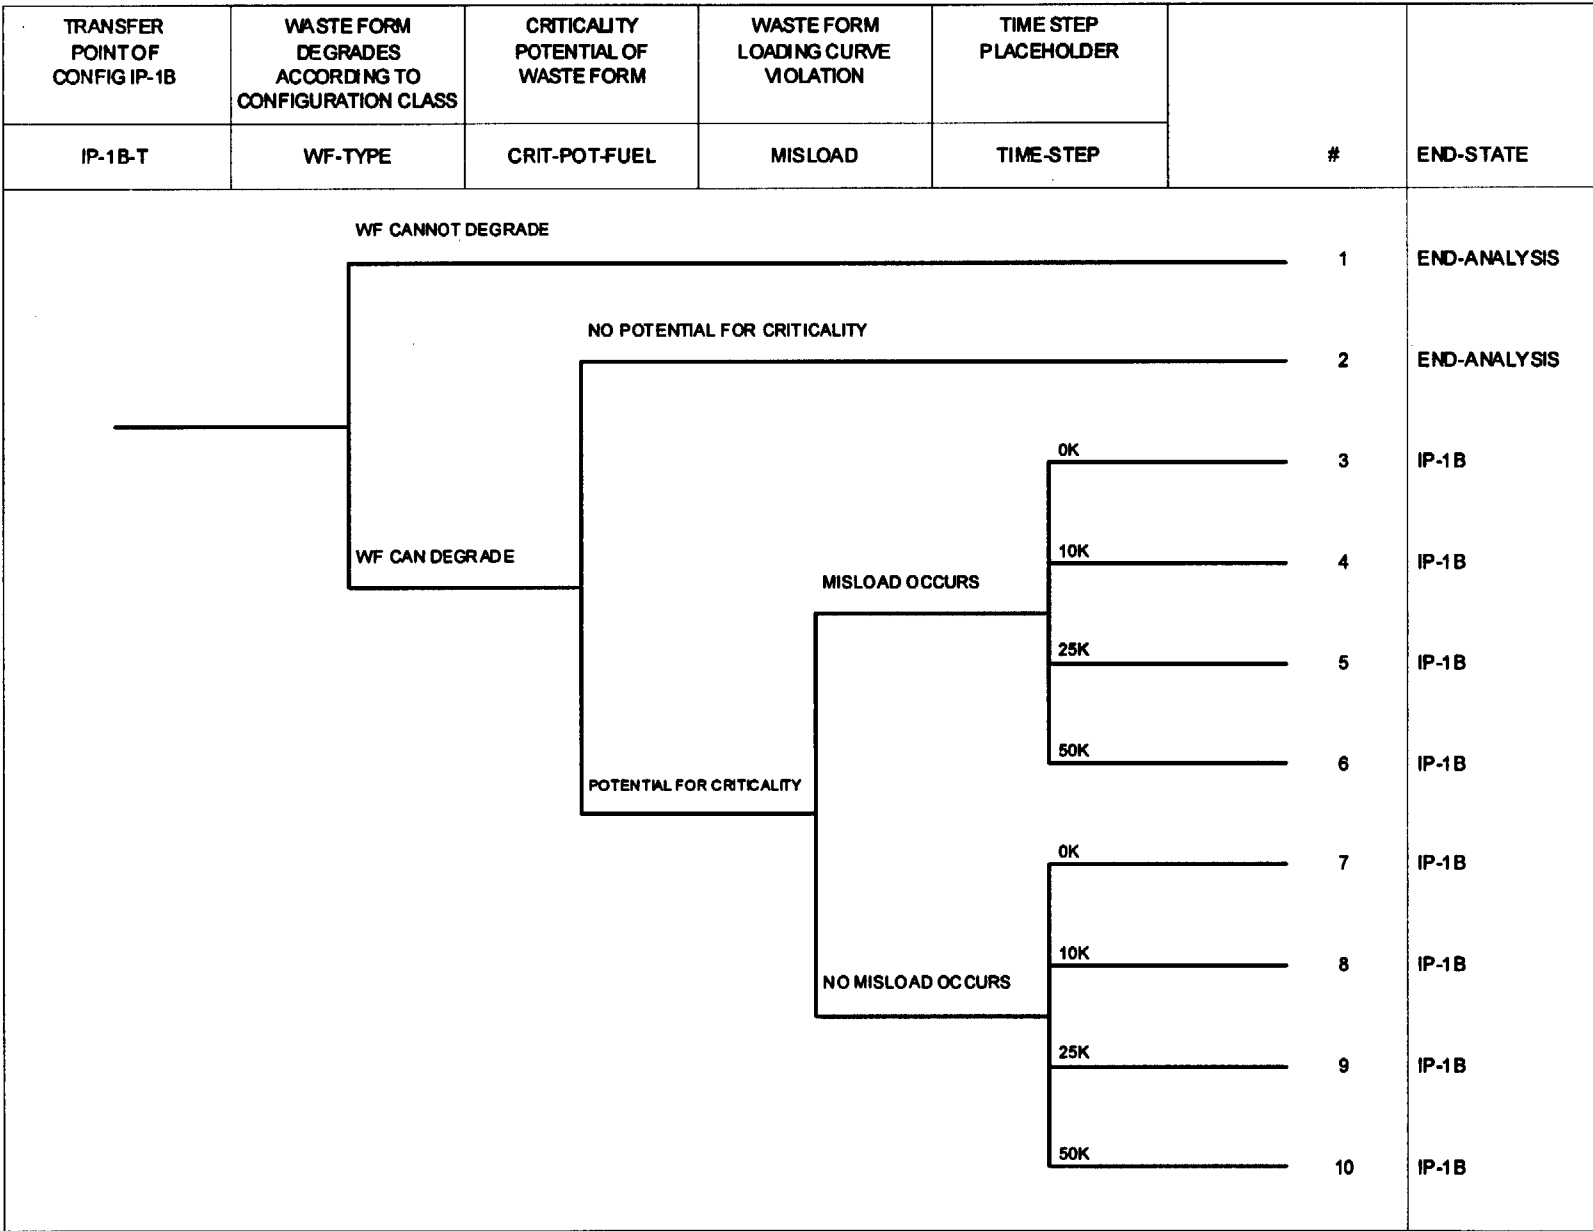 TRANSFER
POINT OF
CONFIG IP-1B
WASTE FORM
DEGRADES
ACCORDING TO
CONFIGURATION CLASS
CRITICALITY
POTENTIAL OF
WASTE FORM
WASTE FORM
LOADING CURVE
VIOLATION
TIME STEP
PLACEHOLDER
IP-1B-T
WF-TYPE
CRIT-POT-FUEL
MISLOAD
TIME-STEP
#
END-STATE
WF CANNOT DEGRADE
1
END-ANALYSIS
NO POTENTIAL FOR CRITICALITY
2
END-ANALYSIS
0K
3
IP-1B
WF CAN DEGRADE
10K
4
IP-1B
MISLOAD OCCURS
25K
5
IP-1B
50K
6
IP-1B
POTENTIAL FOR CRITICALITY
0K
7
IP-1B
10K
8
IP-1B
NO MISLOAD OCCURS
25K
9
IP-1B
50K
10
IP-1B